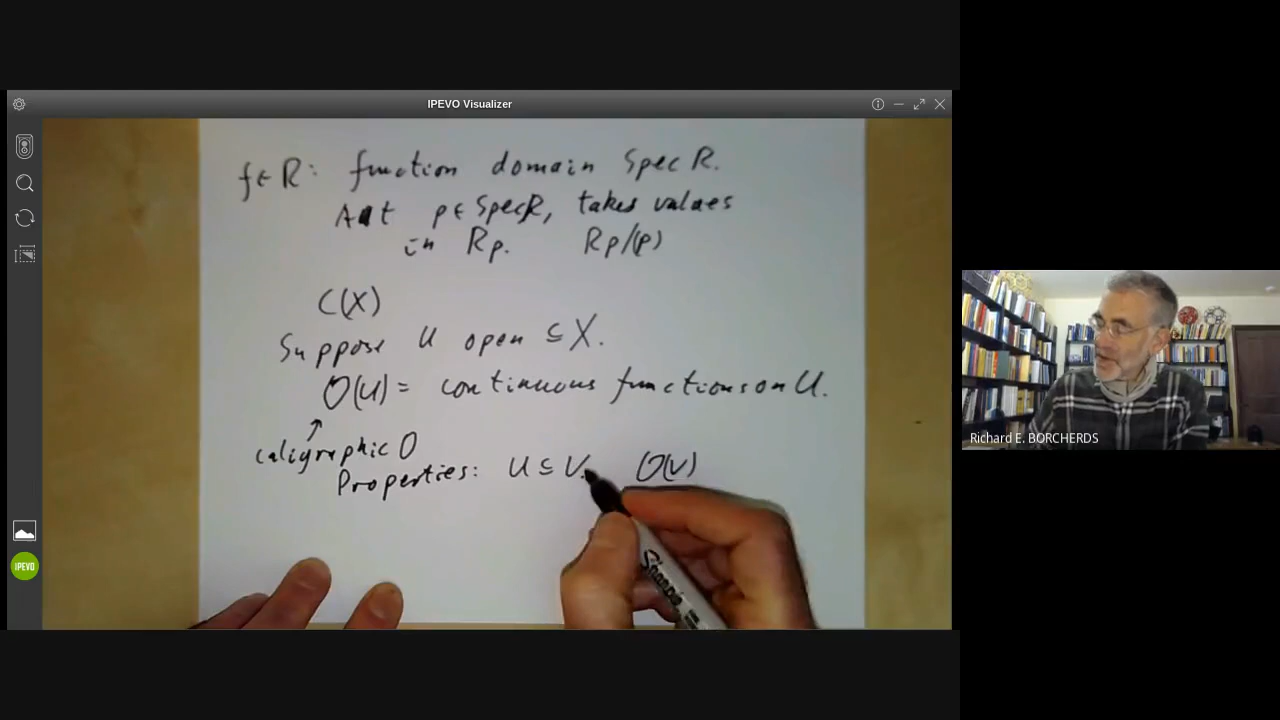 IPEVO Visualizer
f ∈ R: function domain Spec R.
At p ∈ Spec R, takes values
in Rp. Rp/(p)
C(X)
Suppose U open ⊆ X.
O(U) = continuous functions on U.
caligraphic O
Properties: U ⊆ V. O(V)
Sharpie
IPEVO
Richard E. BORCHERDS